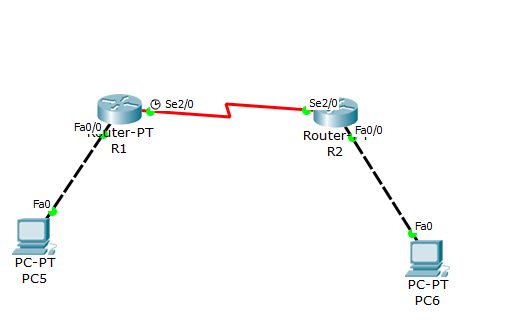 Se2/0
Se2/0
Fa0/0
Router-PT
R1
Fa0/0
Router-PT
R2
Fa0
PC-PT
PC5
Fa0
PC-PT
PC6